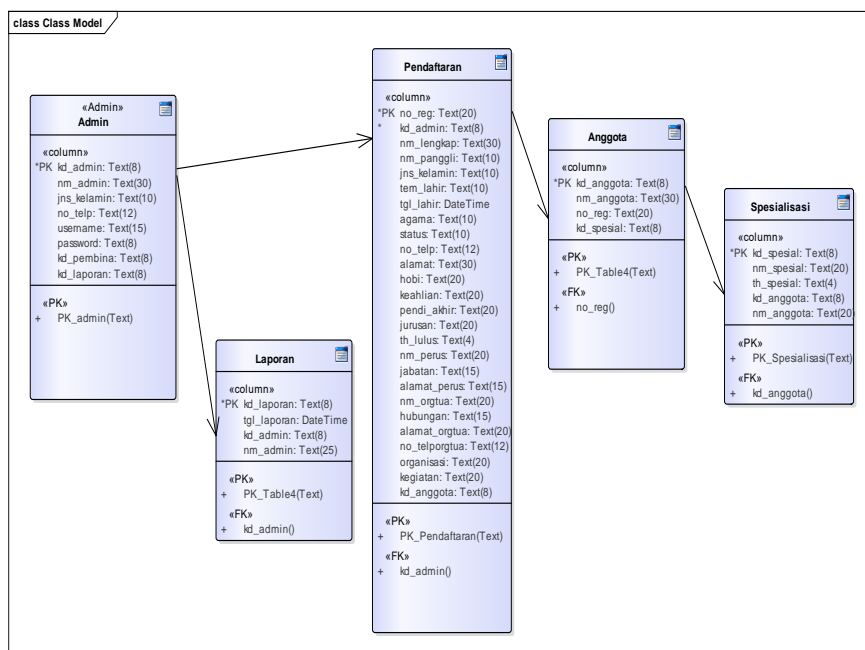 class Class Model
«Admin»
Admin
«column»
*PK kd_admin: Text(8)
nm_admin: Text(30)
jns_kelamin: Text(10)
no_telp: Text(12)
username: Text(15)
password: Text(8)
kd_pembina: Text(8)
kd_laporan: Text(8)
«PK»
+ PK_admin(Text)
Laporan
«column»
*PK kd_laporan: Text(8)
tgl_laporan: DateTime
kd_admin: Text(8)
nm_admin: Text(25)
«PK»
+ PK_Table4(Text)
«FK»
+ kd_admin()
Pendaftaran
«column»
*PK no_reg: Text(20)
* kd_admin: Text(8)
nm_lengkap: Text(30)
nm_panggli: Text(10)
jns_kelamin: Text(10)
tem_lahir: Text(10)
tgl_lahir: DateTime
agama: Text(10)
status: Text(10)
no_telp: Text(12)
alamat: Text(30)
hobi: Text(20)
keahlian: Text(20)
pendi_akhir: Text(20)
jurusan: Text(20)
th_lulus: Text(4)
nm_perus: Text(20)
jabatan: Text(15)
alamat_perus: Text(15)
nm_orgtua: Text(20)
hubungan: Text(15)
alamat_orgtua: Text(20)
no_telporgtua: Text(12)
organisasi: Text(20)
kegiatan: Text(20)
kd_anggota: Text(8)
«PK»
+ PK_Pendaftaran(Text)
«FK»
+ kd_admin()
Anggota
«column»
*PK kd_anggota: Text(8)
nm_anggota: Text(30)
no_reg: Text(20)
kd_spesial: Text(8)
«PK»
+ PK_Table4(Text)
«FK»
+ no_reg()
Spesialisasi
«column»
*PK kd_spesial: Text(8)
nm_spesial: Text(20)
th_spesial: Text(4)
kd_anggota: Text(8)
nm_anggota: Text(20)
«PK»
+ PK_Spesialisasi(Text)
«FK»
+ kd_anggota()